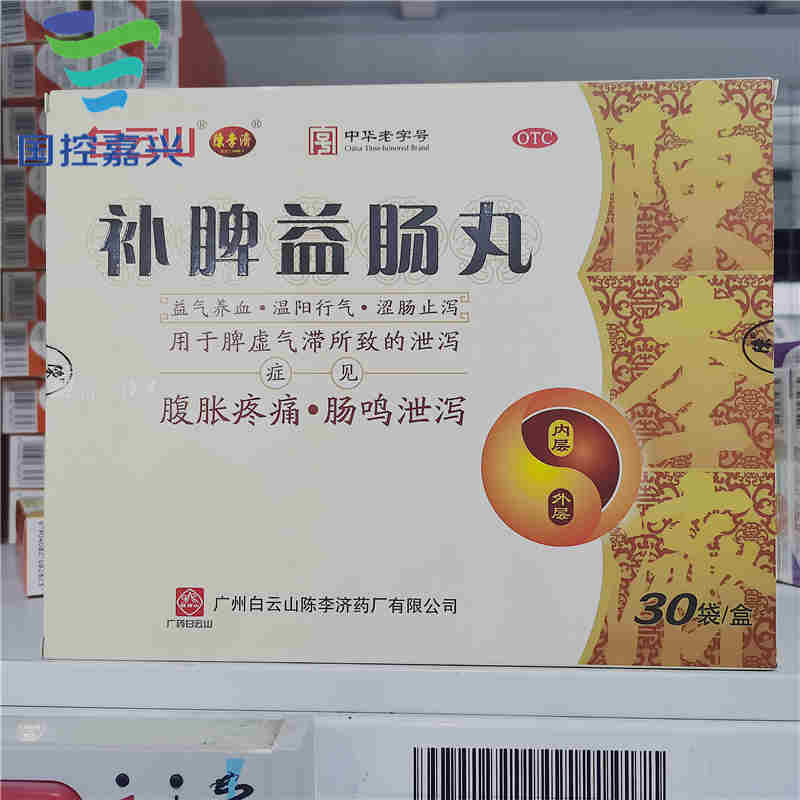 国控嘉兴
白云山® 陳李濟®
中华老字号
China Time-honored Brand
OTC
补脾益肠丸
益气养血·温阳行气·涩肠止泻
用于脾虚气滞所致的泄泻
症见
腹胀疼痛·肠鸣泄泻
内层
外层
陳
李
濟
广药白云山
广州白云山陈李济药厂有限公司
30袋/盒